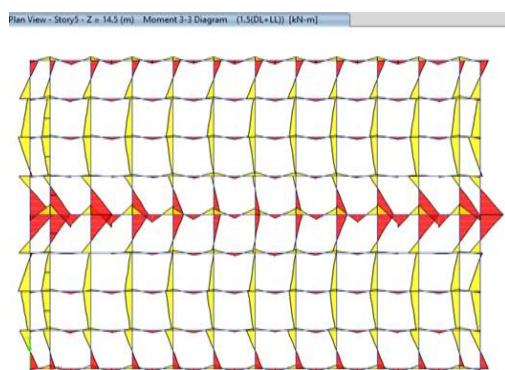 Plan View - Story5 - Z = 14.5 (m) Moment 3-3 Diagram (1.5(DL+LL)) [kN-m]